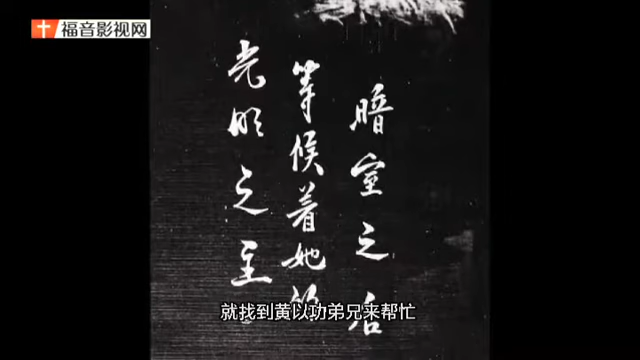 福音影视网
暗室之后
等候着她的
光明之主
就找到黄以功弟兄来帮忙